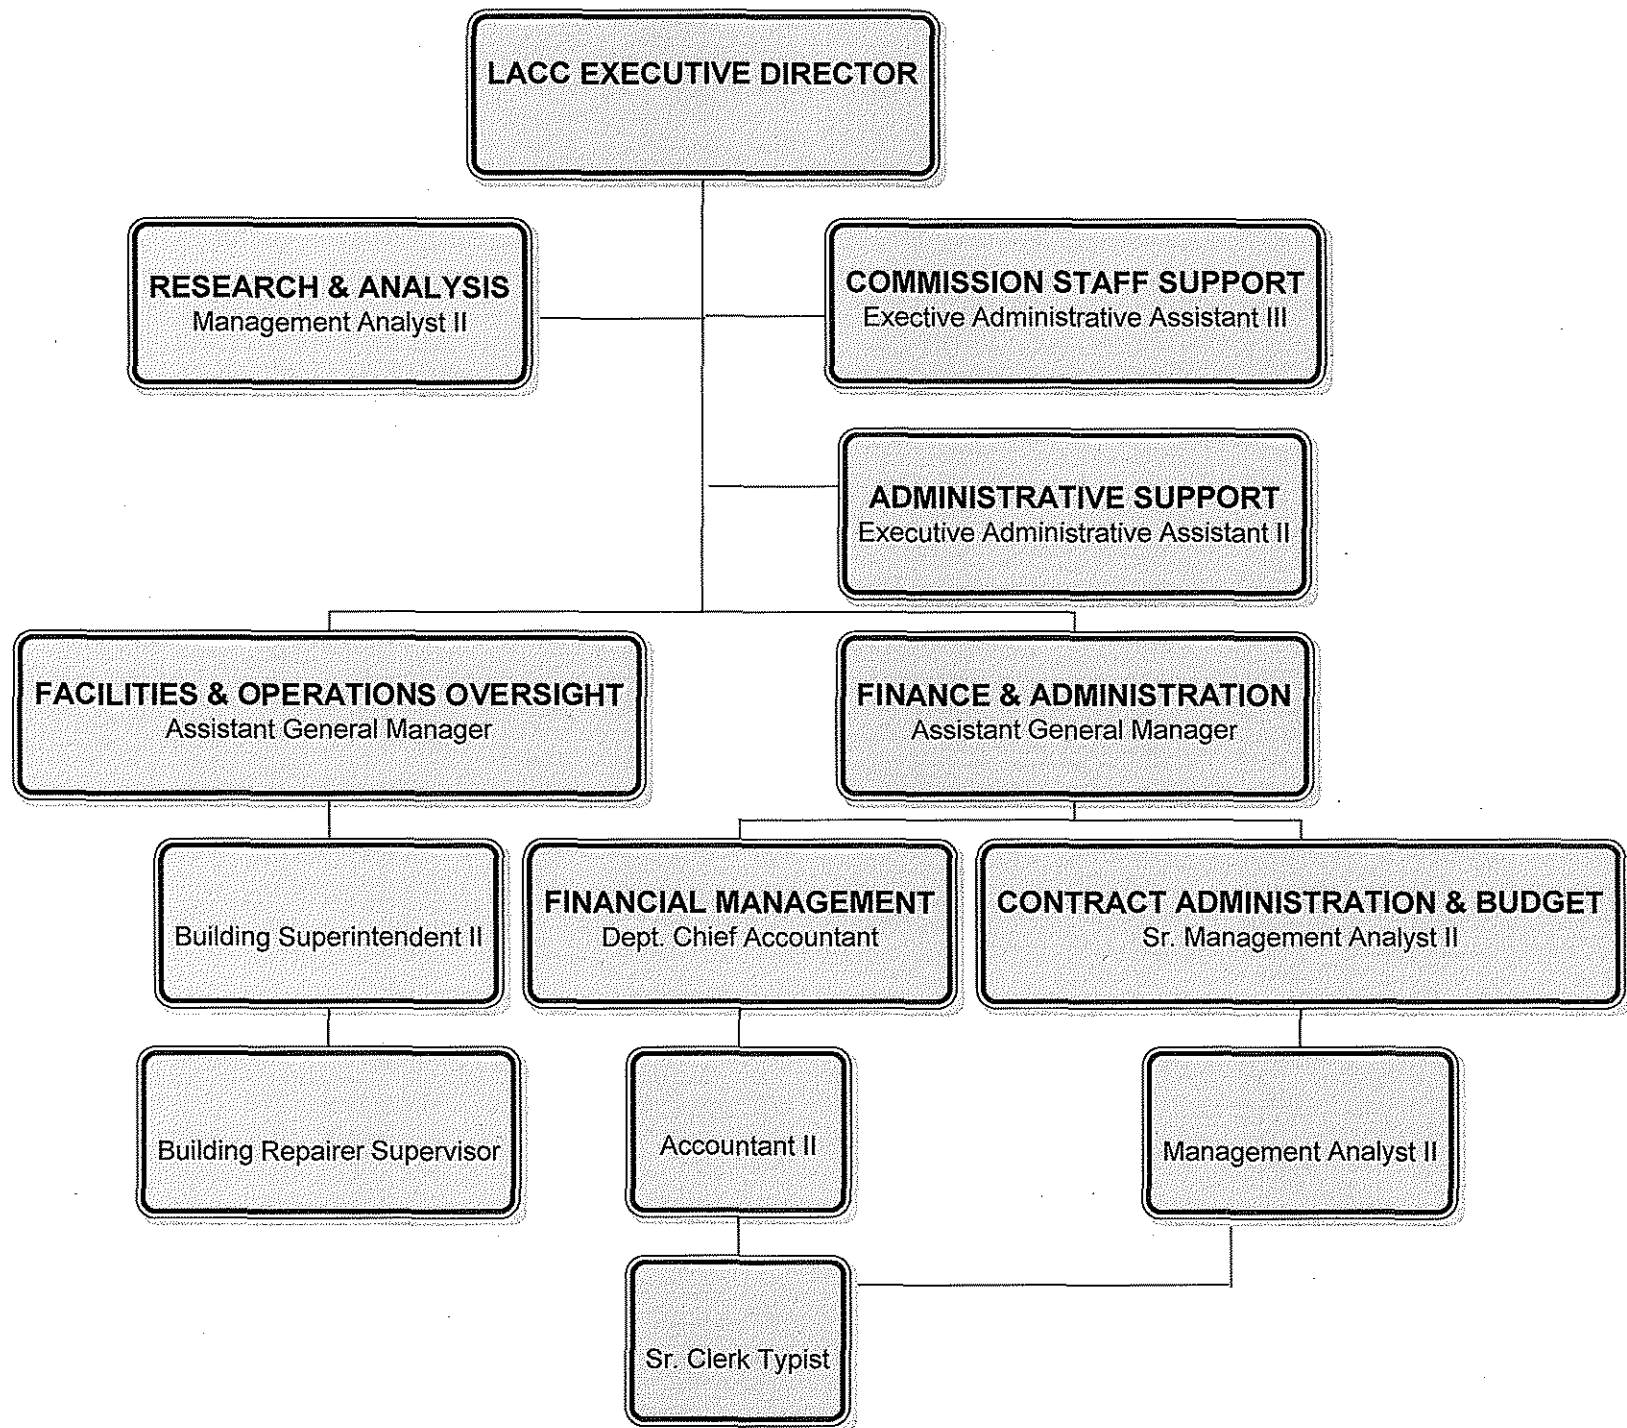 LACC EXECUTIVE DIRECTOR
RESEARCH & ANALYSIS
Management Analyst II
COMMISSION STAFF SUPPORT
Exective Administrative Assistant III
ADMINISTRATIVE SUPPORT
Executive Administrative Assistant II
FACILITIES & OPERATIONS OVERSIGHT
Assistant General Manager
FINANCE & ADMINISTRATION
Assistant General Manager
Building Superintendent II
FINANCIAL MANAGEMENT
Dept. Chief Accountant
CONTRACT ADMINISTRATION & BUDGET
Sr. Management Analyst II
Building Repairer Supervisor
Accountant II
Management Analyst II
Sr. Clerk Typist